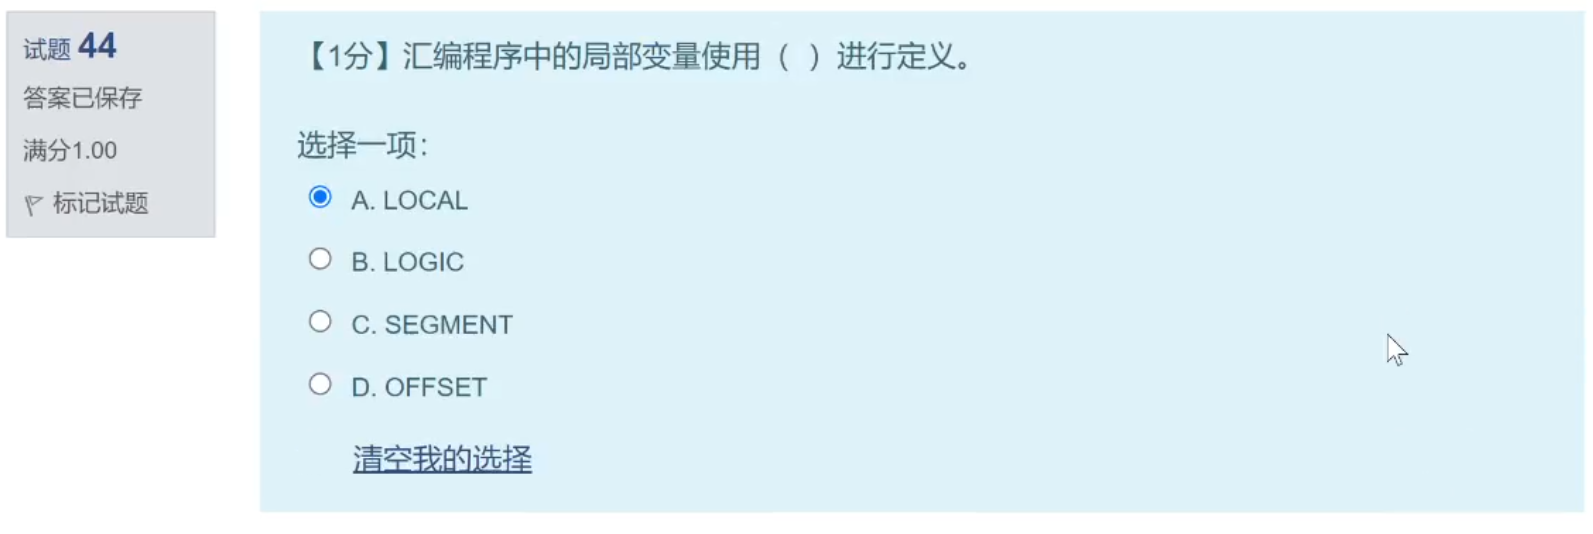 试题 44
答案已保存
满分1.00
标记试题
【1分】汇编程序中的局部变量使用（ ）进行定义。
选择一项：
A. LOCAL
B. LOGIC
C. SEGMENT
D. OFFSET
清空我的选择